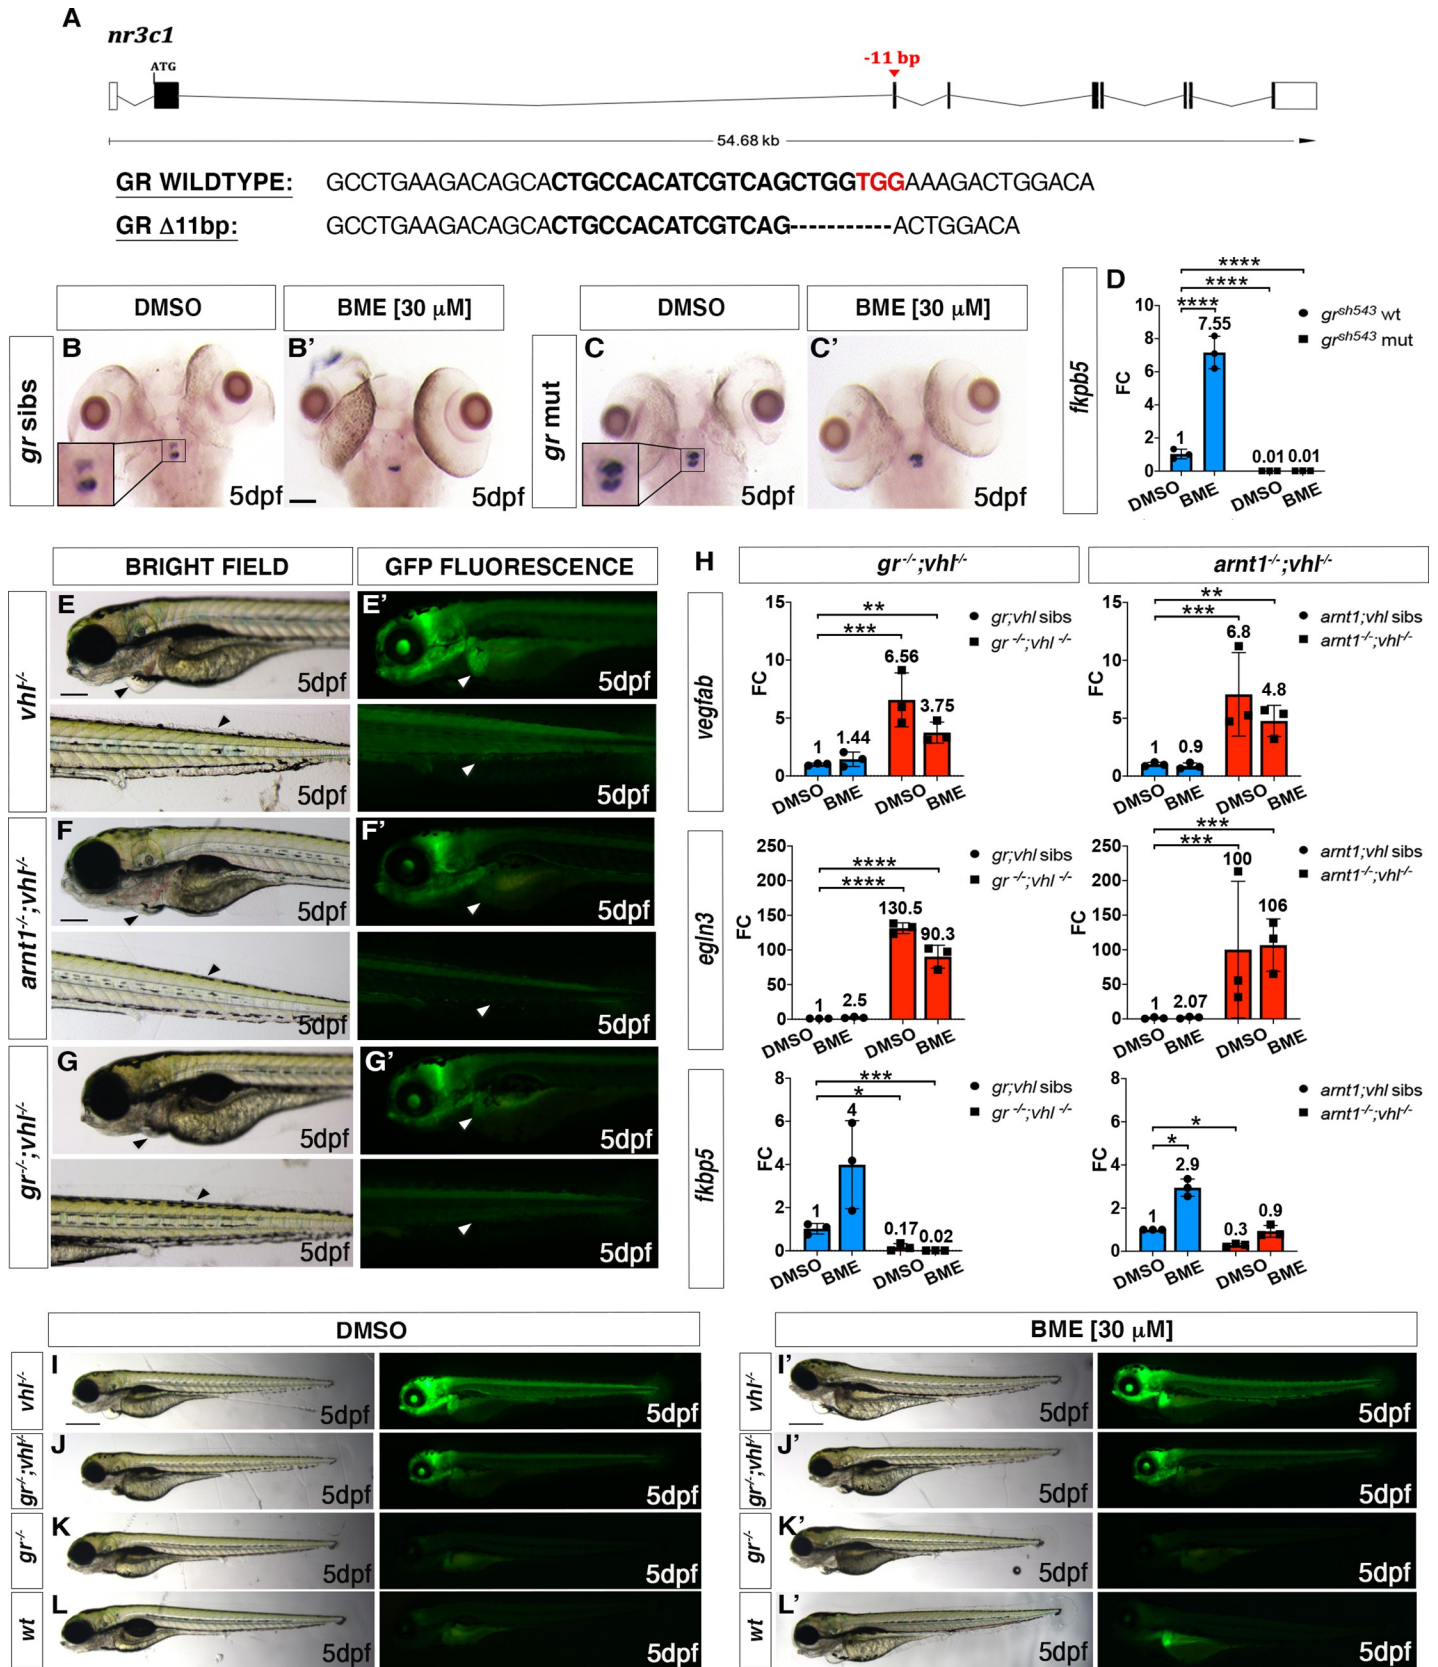 A
nr3c1
ATG
-11 bp
54.68 kb
GR WILDTYPE: GCCTGAAGACAGCACTGCCACATCGTCAGCTGGTGGAAAGACTGGACA
GR Δ11bp: GCCTGAAGACAGCACTGCCACATCGTCAG-----------ACTGGACA
DMSO
BME [30 μM]
DMSO
BME [30 μM]
gr sibs
B
5dpf
B'
5dpf
gr mut
C
5dpf
C'
5dpf
D
fkpb5
FC
10
8
6
4
2
0
****
****
****
1
7.55
0.01 0.01
DMSO
BME
DMSO
BME
grsh543 wt
grsh543 mut
BRIGHT FIELD
GFP FLUORESCENCE
vhl-/-
E
5dpf
E'
5dpf
5dpf
5dpf
arnt1-/-;vhl-/-
F
5dpf
F'
5dpf
5dpf
5dpf
gr-/-;vhl-/-
G
5dpf
G'
5dpf
5dpf
5dpf
H
gr-/-;vhl-/-
arnt1-/-;vhl-/-
vegfab
FC
15
10
5
0
**
***
1
1.44
6.56
3.75
DMSO
BME
DMSO
BME
gr;vhl sibs
gr -/-;vhl -/-
FC
15
10
5
0
**
***
1
0.9
6.8
4.8
DMSO
BME
DMSO
BME
arnt1;vhl sibs
arnt1-/-;vhl-/-
egln3
FC
250
200
150
100
50
0
****
****
1
2.5
130.5
90.3
DMSO
BME
DMSO
BME
gr;vhl sibs
gr -/-;vhl -/-
FC
250
200
150
100
50
0
***
***
1
2.07
100
106
DMSO
BME
DMSO
BME
arnt1;vhl sibs
arnt1-/-;vhl-/-
fkbp5
FC
8
6
4
2
0
***
*
1
4
0.17
0.02
DMSO
BME
DMSO
BME
gr;vhl sibs
gr -/-;vhl -/-
FC
8
6
4
2
0
*
*
1
2.9
0.3
0.9
DMSO
BME
DMSO
BME
arnt1;vhl sibs
arnt1-/-;vhl-/-
DMSO
BME [30 μM]
vhl-/-
I
5dpf
5dpf
vhl-/-
I'
5dpf
5dpf
gr-/-;vhl-/-
J
5dpf
5dpf
gr-/-;vhl-/-
J'
5dpf
5dpf
gr-/-
K
5dpf
5dpf
gr-/-
K'
5dpf
5dpf
wt
L
5dpf
5dpf
wt
L'
5dpf
5dpf